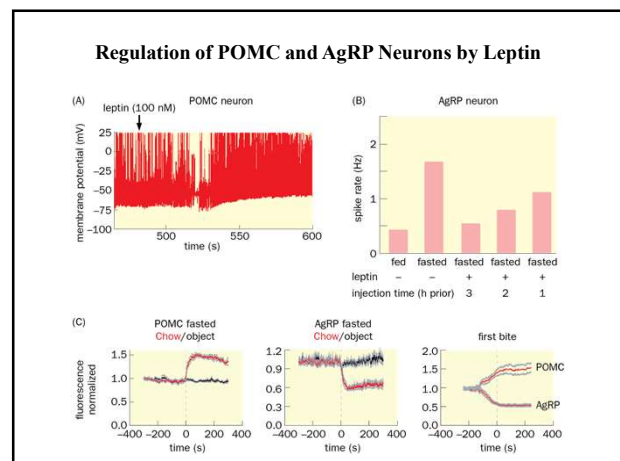 Regulation of POMC and AgRP Neurons by Leptin
(A) POMC neuron
leptin (100 nM)
membrane potential (mV)
25
0
−25
−50
−75
−100
500 550 600
time (s)
(B) AgRP neuron
spike rate (Hz)
2
1
0
fed fasted fasted fasted fasted
leptin − − + + +
injection time (h prior) 3 2 1
(C)
POMC fasted
Chow/object
fluorescence normalized
1.5
1.0
0.5
0.0
−400 −200 0 200 400
time (s)
AgRP fasted
Chow/object
1.2
0.9
0.6
0.3
0.0
−400 −200 0 200 400
time (s)
first bite
2.0
1.5
1.0
0.5
0.0
POMC
AgRP
−400 −200 0 200 400
time (s)